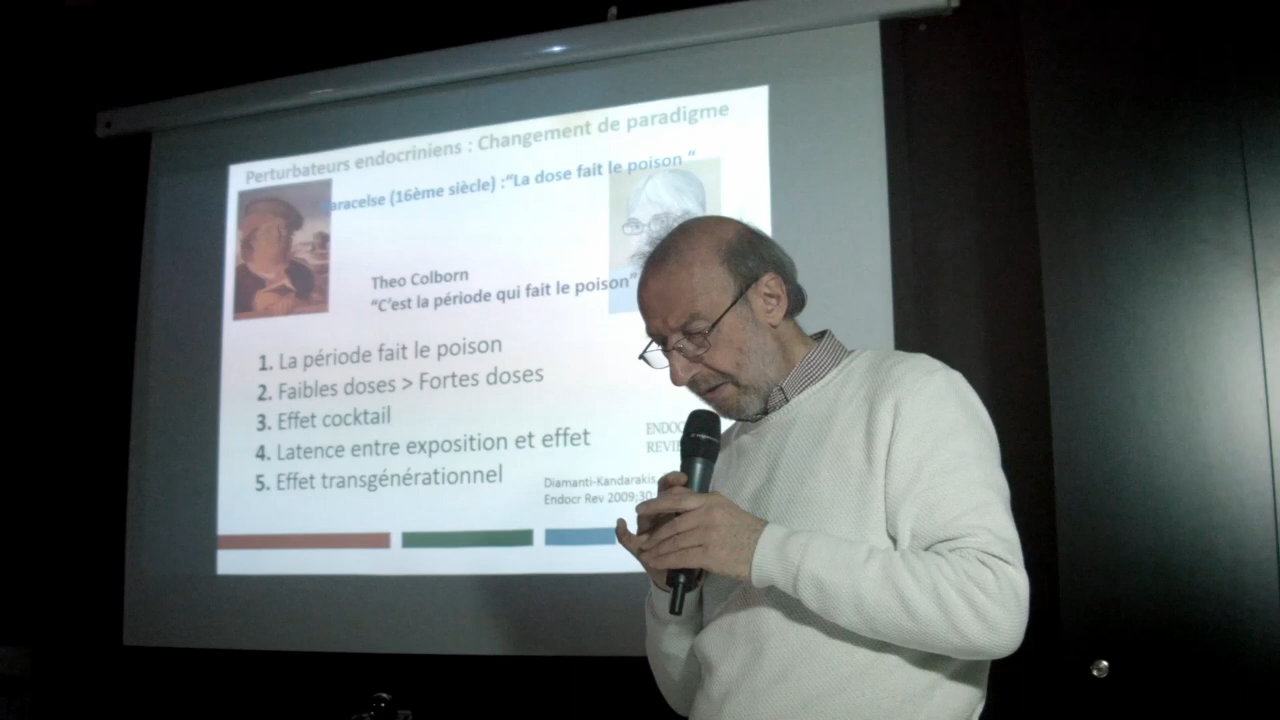 Perturbateurs endocriniens : Changement de paradigme
aracelse (16ème siècle) :“La dose fait le poison “
Theo Colborn
“C’est la période qui fait le poison”
1. La période fait le poison
2. Faibles doses > Fortes doses
3. Effet cocktail
4. Latence entre exposition et effet
5. Effet transgénérationnel
ENDOC
REVI
Diamanti-Kandarakis,
Endocr Rev 2009;30: